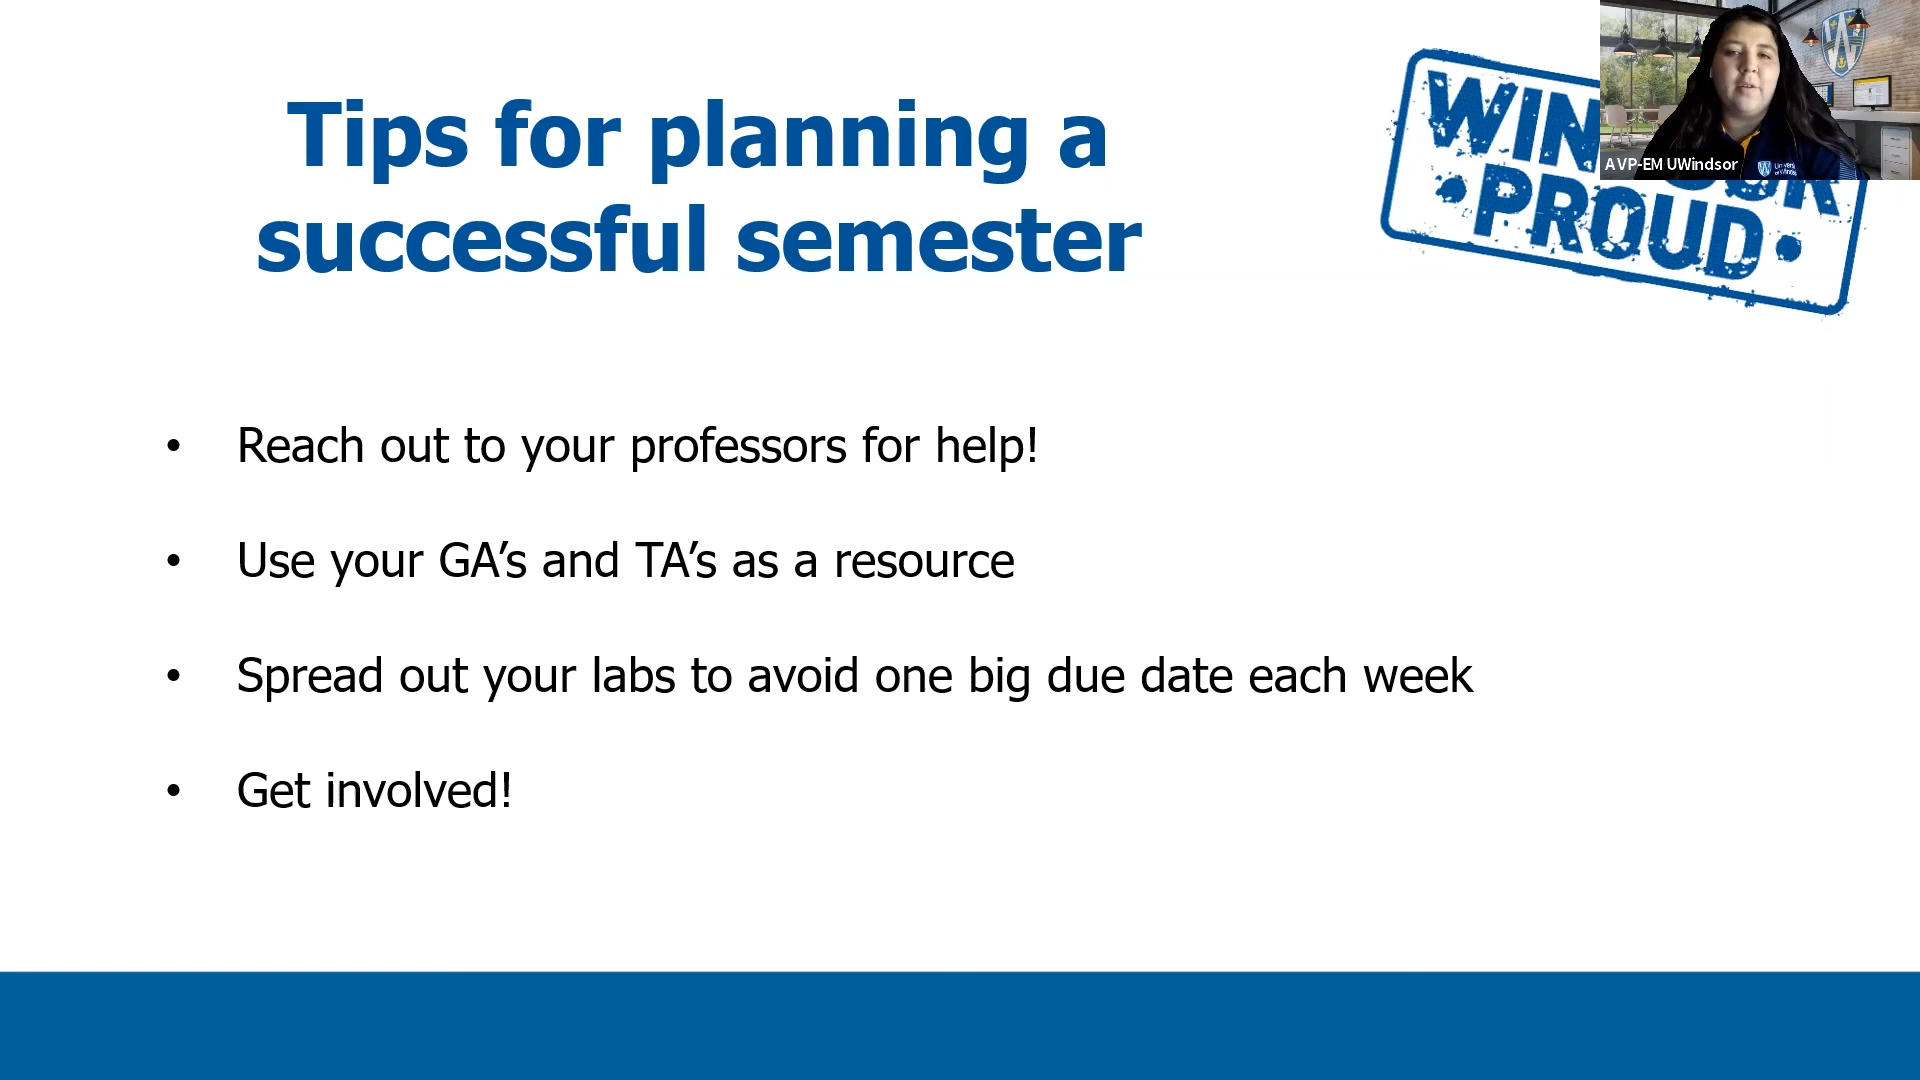 Tips for planning a
successful semester
WIN
PROUD
AVP-EM UWindsor
• Reach out to your professors for help!
• Use your GA’s and TA’s as a resource
• Spread out your labs to avoid one big due date each week
• Get involved!